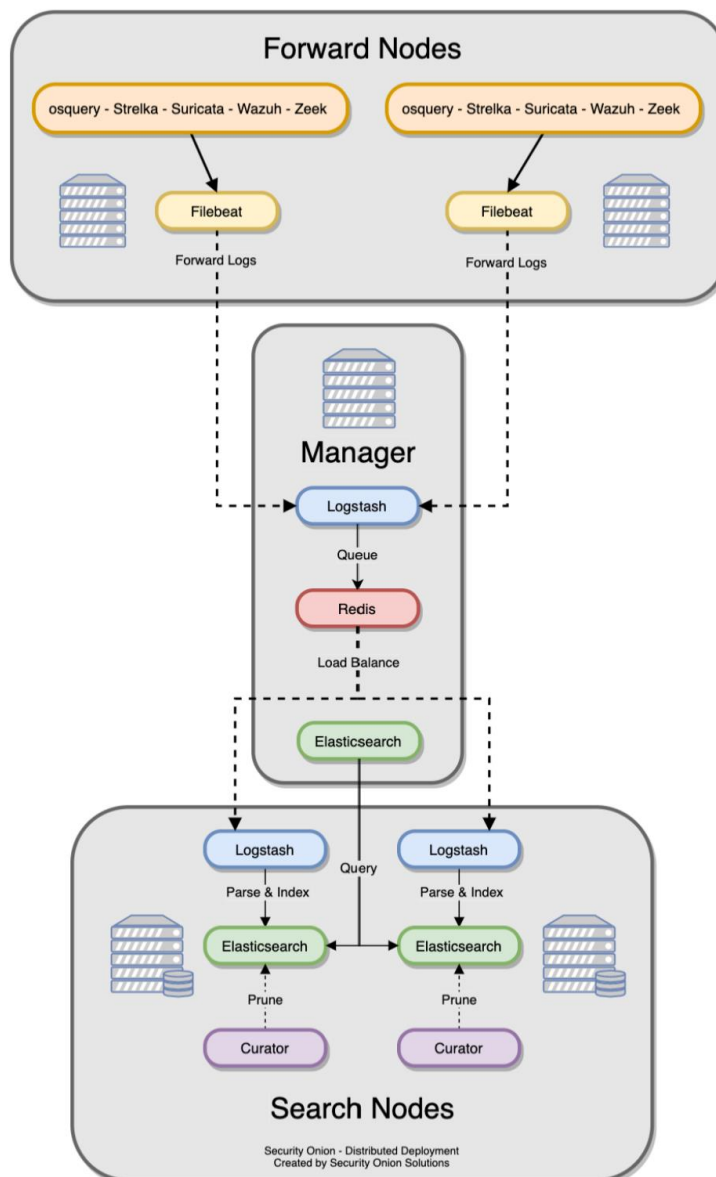 Forward Nodes
osquery - Strelka - Suricata - Wazuh - Zeek
osquery - Strelka - Suricata - Wazuh - Zeek
Filebeat
Filebeat
Forward Logs
Forward Logs
Manager
Logstash
Queue
Redis
Load Balance
Elasticsearch
Logstash
Logstash
Query
Parse & Index
Parse & Index
Elasticsearch
Elasticsearch
Prune
Prune
Curator
Curator
Search Nodes
Security Onion - Distributed Deployment
Created by Security Onion Solutions